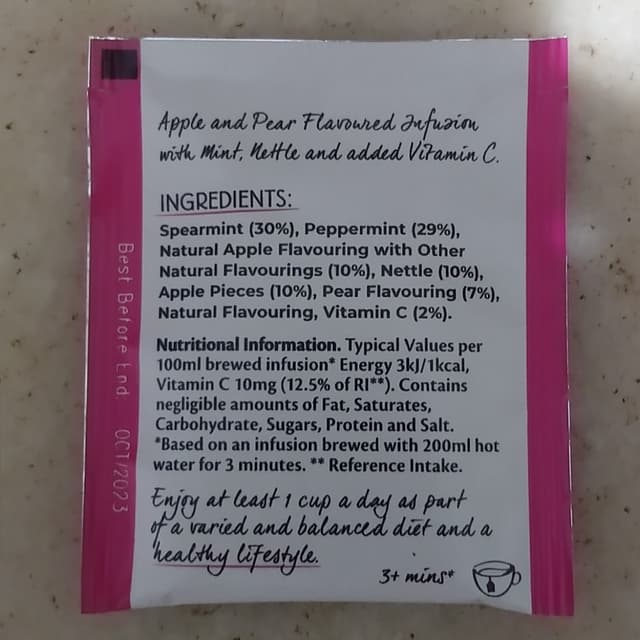 Apple and Pear Flavoured Infusion
with Mint, Nettle and added Vitamin C.
INGREDIENTS:
Spearmint (30%), Peppermint (29%),
Natural Apple Flavouring with Other
Natural Flavourings (10%), Nettle (10%),
Apple Pieces (10%), Pear Flavouring (7%),
Natural Flavouring, Vitamin C (2%).
Nutritional Information. Typical Values per
100ml brewed infusion* Energy 3kJ/1kcal,
Vitamin C 10mg (12.5% of RI**). Contains
negligible amounts of Fat, Saturates,
Carbohydrate, Sugars, Protein and Salt.
*Based on an infusion brewed with 200ml hot
water for 3 minutes. ** Reference Intake.
Enjoy at least 1 cup a day as part
of a varied and balanced diet and a
healthy lifestyle.
3+ mins*
Best Before End: OCT/2023